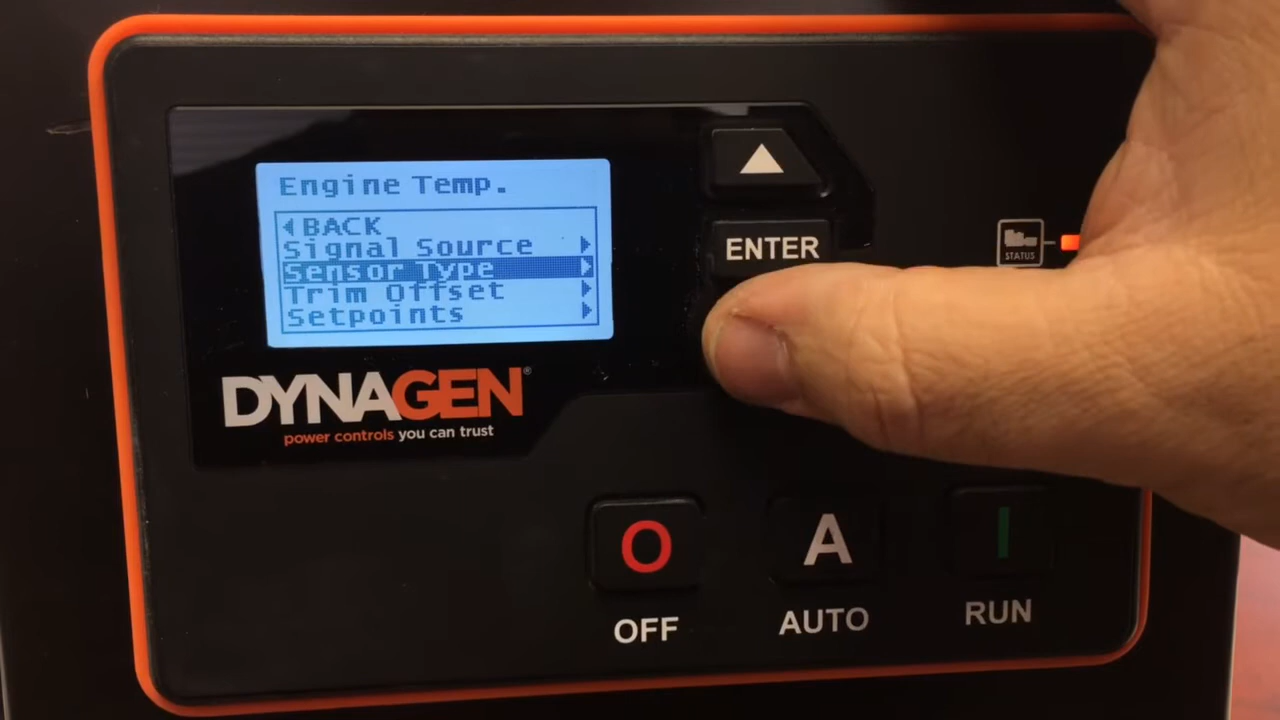 Engine Temp.
BACK
Signal Source
Sensor Type
Trim Offset
Setpoints
ENTER
STATUS
DYNAGEN®
power controls you can trust
O
A
I
OFF
AUTO
RUN